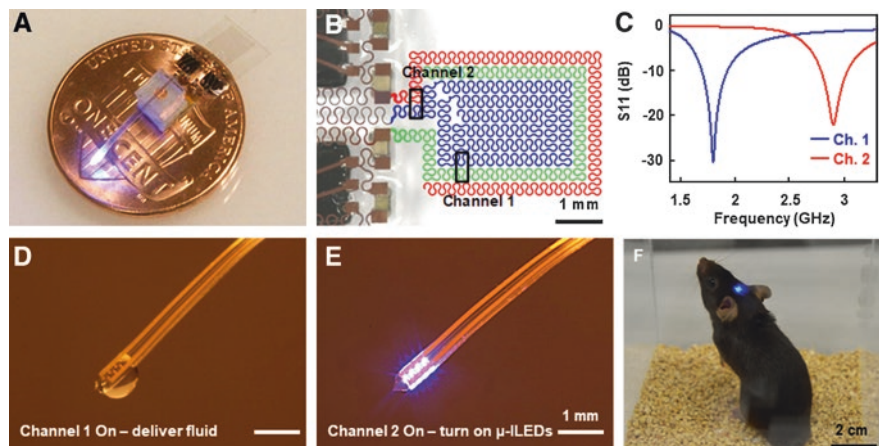 A
UNITED ST
OF AMERICA
ONE CENT
B
Channel 2
Channel 1
1 mm
C
S11 (dB)
0
-10
-20
-30
Ch. 1
Ch. 2
1.5
2
2.5
3
Frequency (GHz)
D
Channel 1 On – deliver fluid
E
1 mm
Channel 2 On – turn on µ-ILEDs
F
2 cm